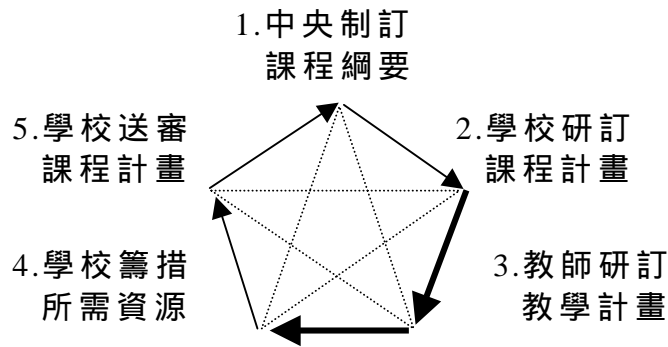 1.中央制訂
課程綱要
2.學校研訂
課程計畫
3.教師研訂
教學計畫
4.學校籌措
所需資源
5.學校送審
課程計畫